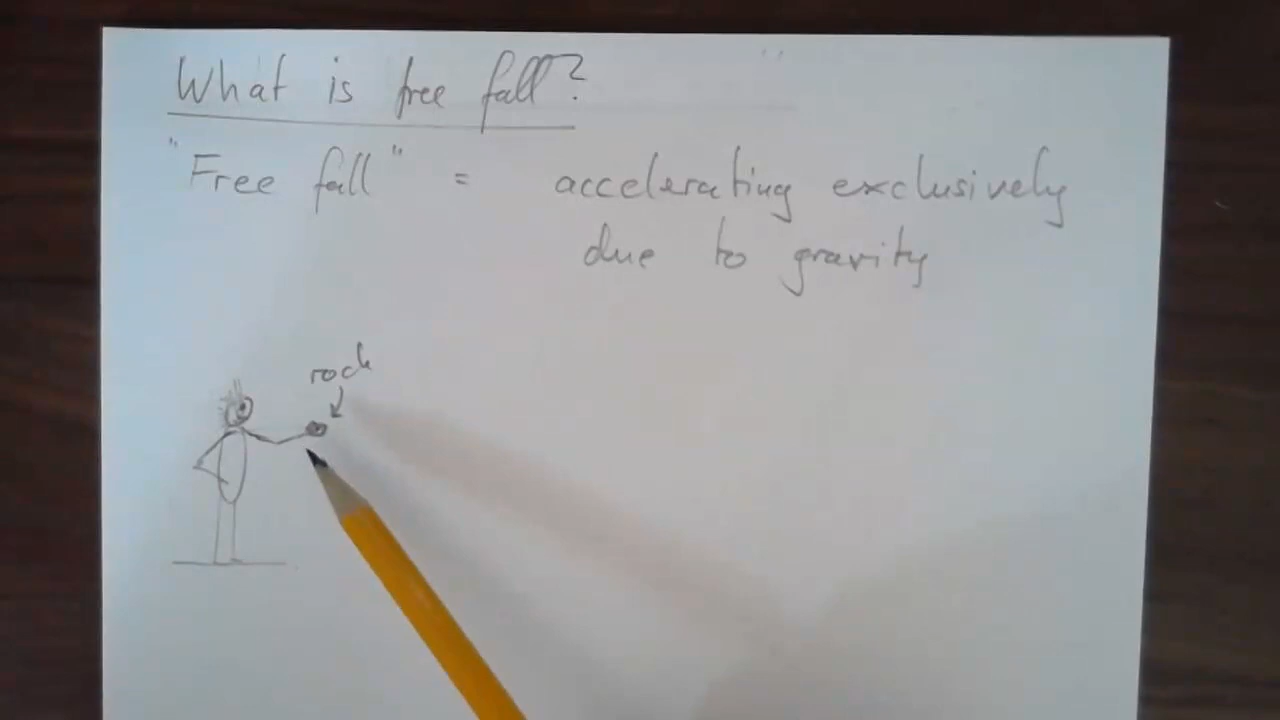 What is free fall?
"Free fall" = accelerating exclusively
due to gravity
rock